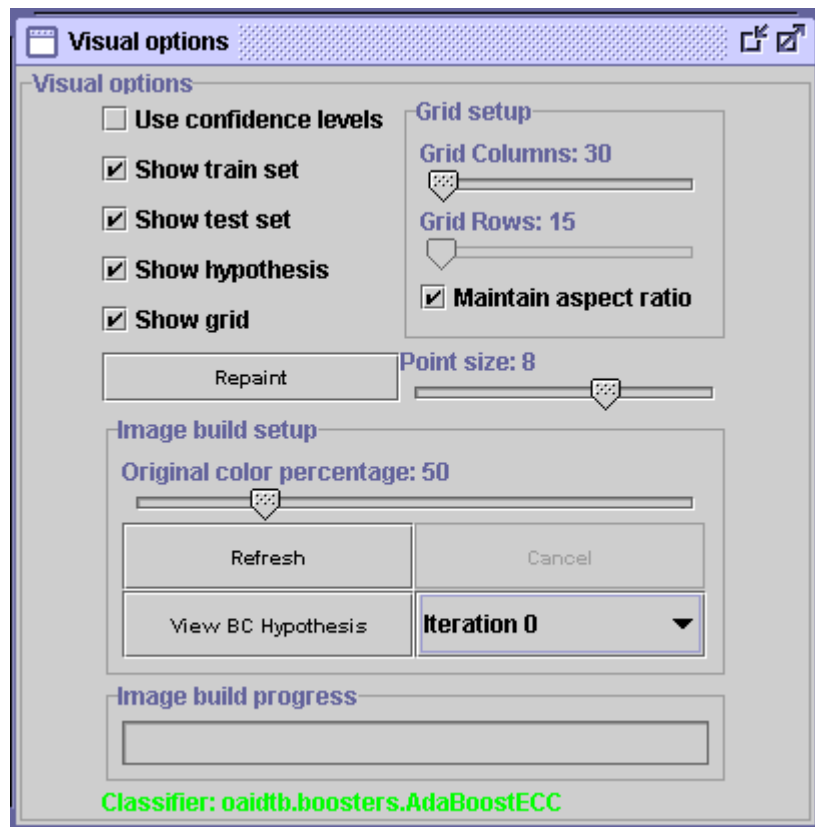 Visual options
Visual options
Use confidence levels
Show train set
Show test set
Show hypothesis
Show grid
Grid setup
Grid Columns: 30
Grid Rows: 15
Maintain aspect ratio
Repaint
Point size: 8
Image build setup
Original color percentage: 50
Refresh
Cancel
View BC Hypothesis
Iteration 0
Image build progress
Classifier: oaidtb.boosters.AdaBoostECC